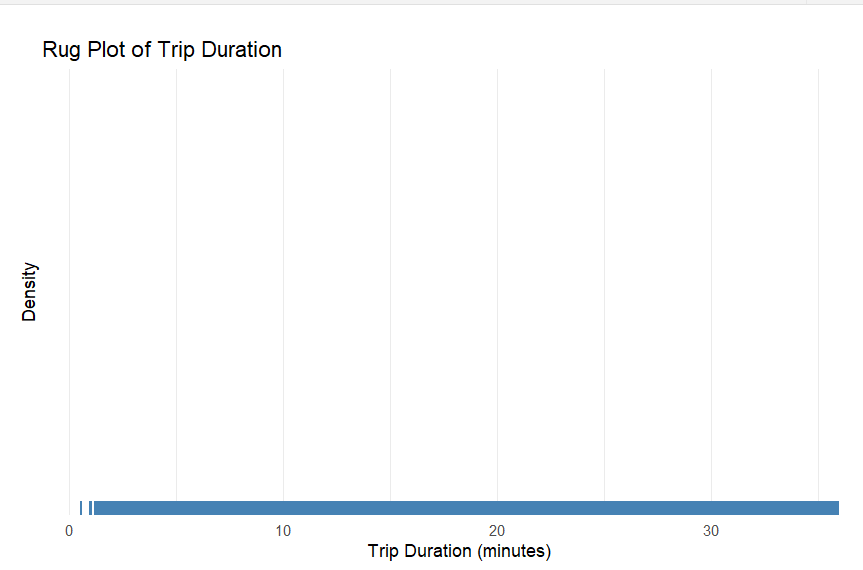 Rug Plot of Trip Duration
Density
0 10 20 30
Trip Duration (minutes)